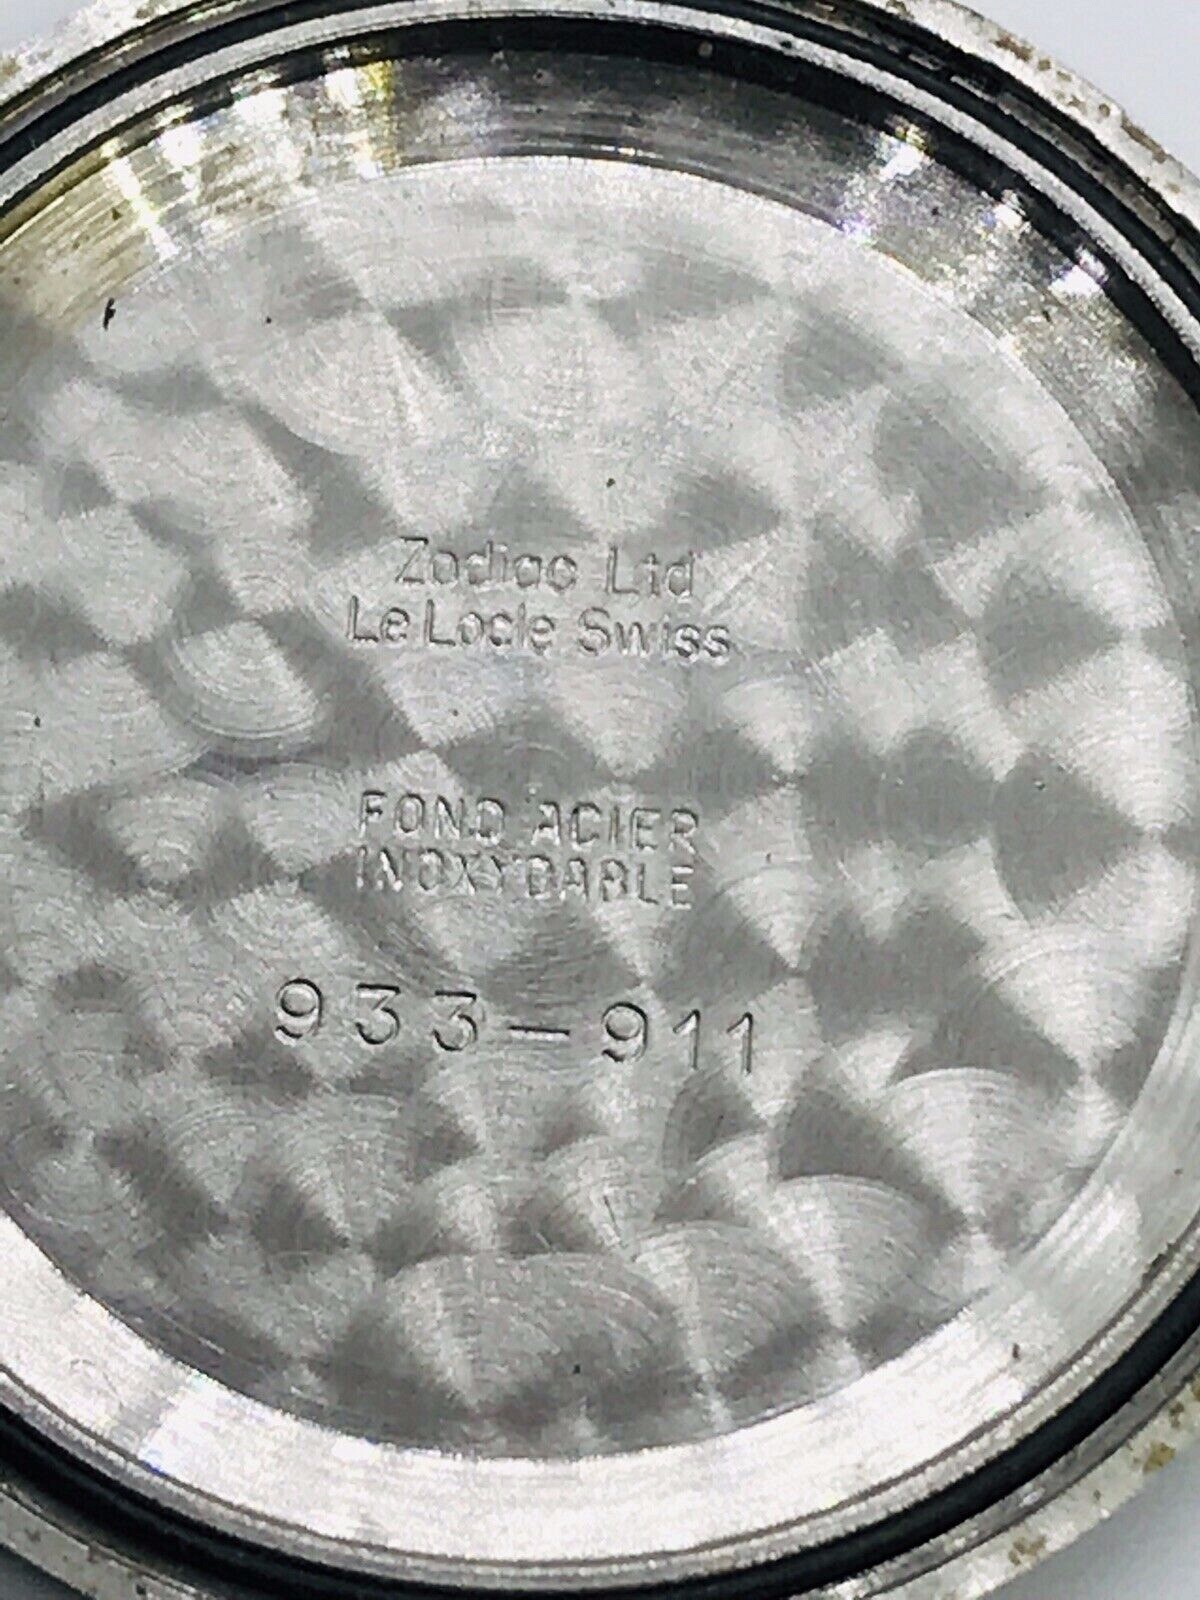 Zodiac Ltd
Le Locle Swiss
FOND ACIER
INOXYDABLE
933-911